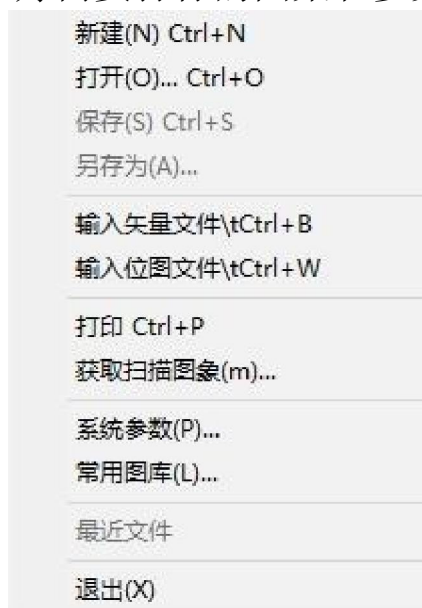 新建(N) Ctrl+N
打开(O)... Ctrl+O
保存(S) Ctrl+S
另存为(A)...
输入矢量文件\tCtrl+B
输入位图文件\tCtrl+W
打印 Ctrl+P
获取扫描图象(m)...
系统参数(P)...
常用图库(L)...
最近文件
退出(X)